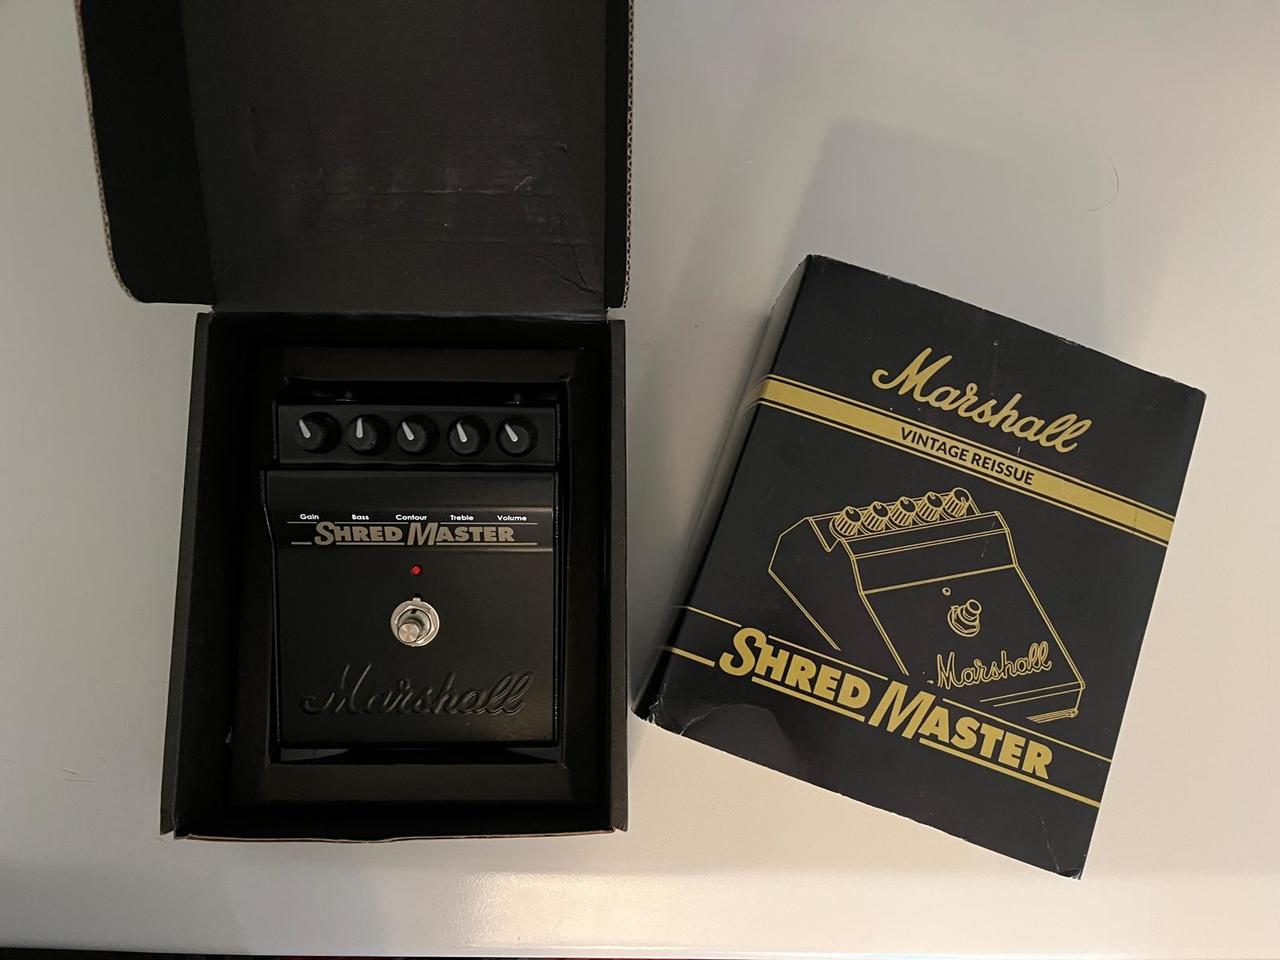 Gain Bass Contour Treble Volume
SHRED MASTER
Marshall
Marshall
VINTAGE REISSUE
Marshall
SHRED MASTER